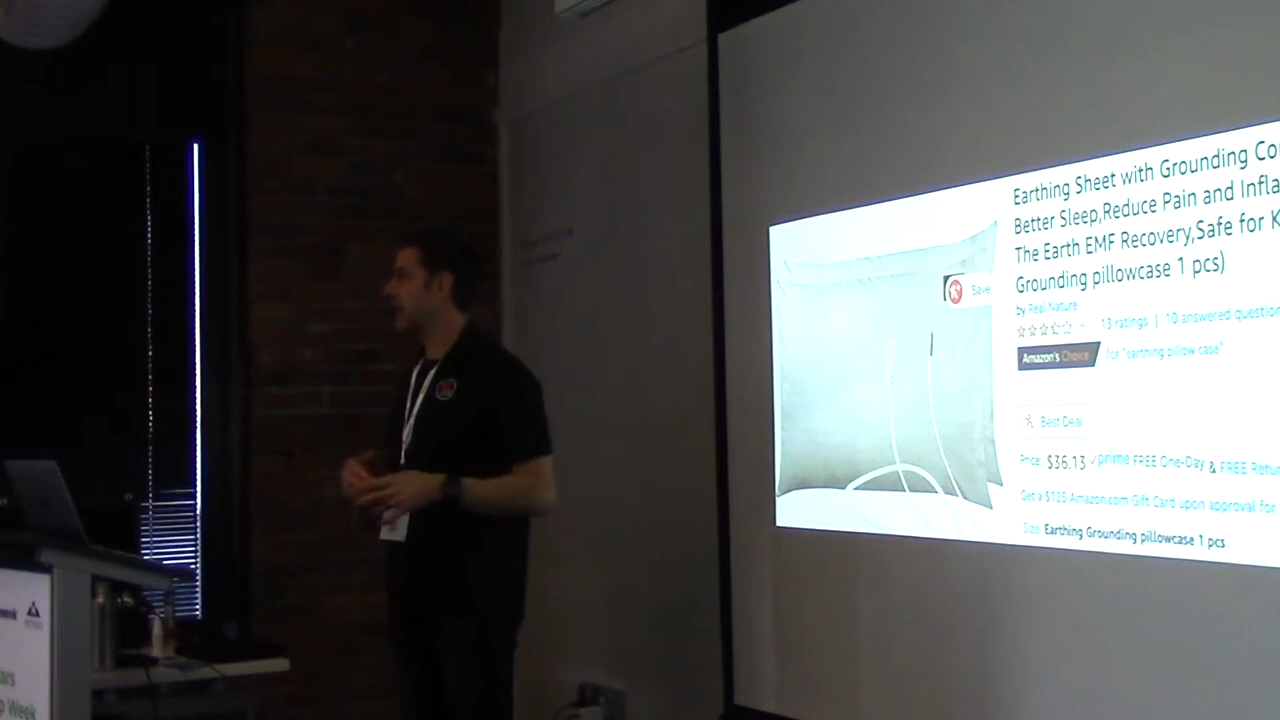 Earthing Sheet with Grounding Co
Better Sleep,Reduce Pain and Infla
The Earth EMF Recovery,Safe for K
Grounding pillowcase 1 pcs)
by Real Nature
13 ratings | 10 answered question
Amazon's Choice for "earthing pillow case"
Save
Best Deal
Price: $36.13 ✓prime FREE One-Day & FREE Retur
Get a $125 Amazon.com Gift Card upon approval for
Size: Earthing Grounding pillowcase 1 pcs
ars
p Week